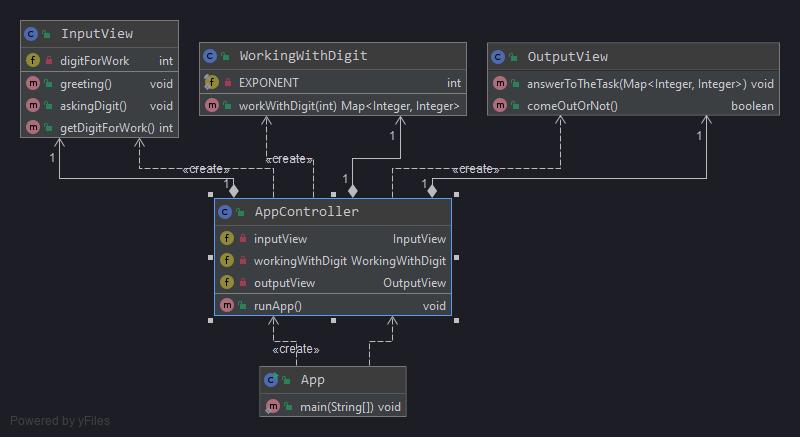 InputView
digitForWork int
greeting() void
askingDigit() void
getDigitForWork() int
WorkingWithDigit
EXPONENT int
workWithDigit(int) Map<Integer, Integer>
OutputView
answerToTheTask(Map<Integer, Integer>) void
comeOutOrNot() boolean
1
1
1
«create»
«create»
«create»
1
1
1
AppController
inputView InputView
workingWithDigit WorkingWithDigit
outputView OutputView
runApp() void
«create»
App
main(String[]) void
Powered by yFiles